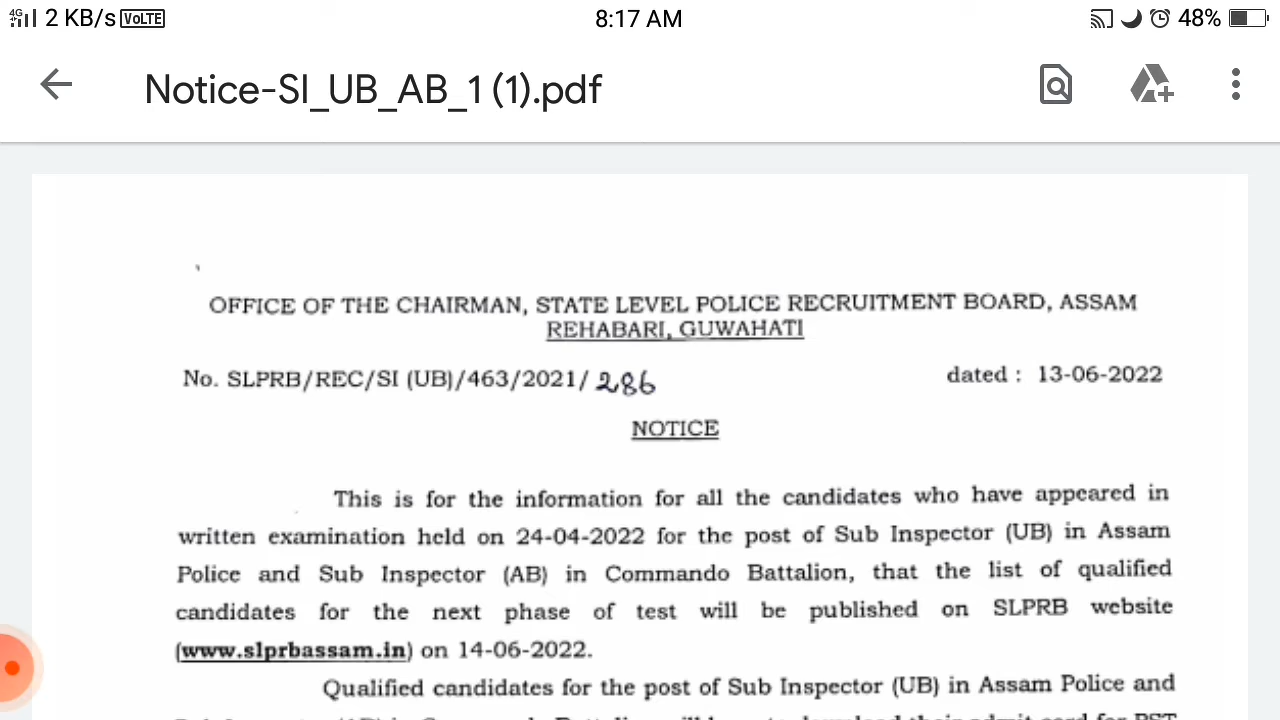 4G 2 KB/s VoLTE 8:17 AM 48%
Notice-SI_UB_AB_1 (1).pdf
OFFICE OF THE CHAIRMAN, STATE LEVEL POLICE RECRUITMENT BOARD, ASSAM
REHABARI, GUWAHATI
No. SLPRB/REC/SI (UB)/463/2021/ 286 dated : 13-06-2022
NOTICE
This is for the information for all the candidates who have appeared in
written examination held on 24-04-2022 for the post of Sub Inspector (UB) in Assam
Police and Sub Inspector (AB) in Commando Battalion, that the list of qualified
candidates for the next phase of test will be published on SLPRB website
(www.slprbassam.in) on 14-06-2022.
Qualified candidates for the post of Sub Inspector (UB) in Assam Police and